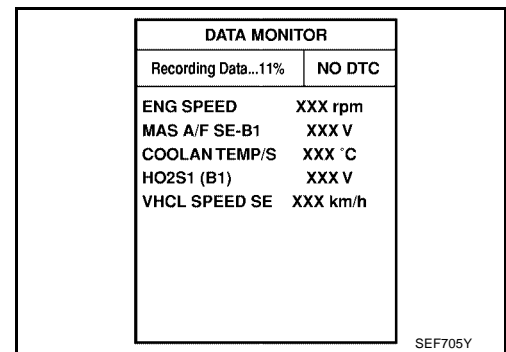 DATA MONITOR
Recording Data...11% NO DTC
ENG SPEED XXX rpm
MAS A/F SE-B1 XXX V
COOLAN TEMP/S XXX °C
HO2S1 (B1) XXX V
VHCL SPEED SE XXX km/h
SEF705Y